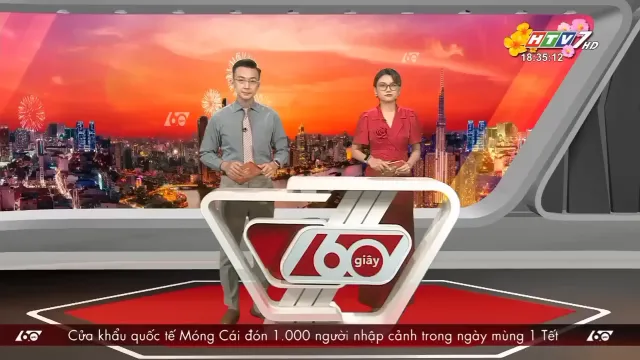 HTV7 HD
18:35:12
60 giây
Cửa khẩu quốc tế Móng Cái đón 1.000 người nhập cảnh trong ngày mùng 1 Tết